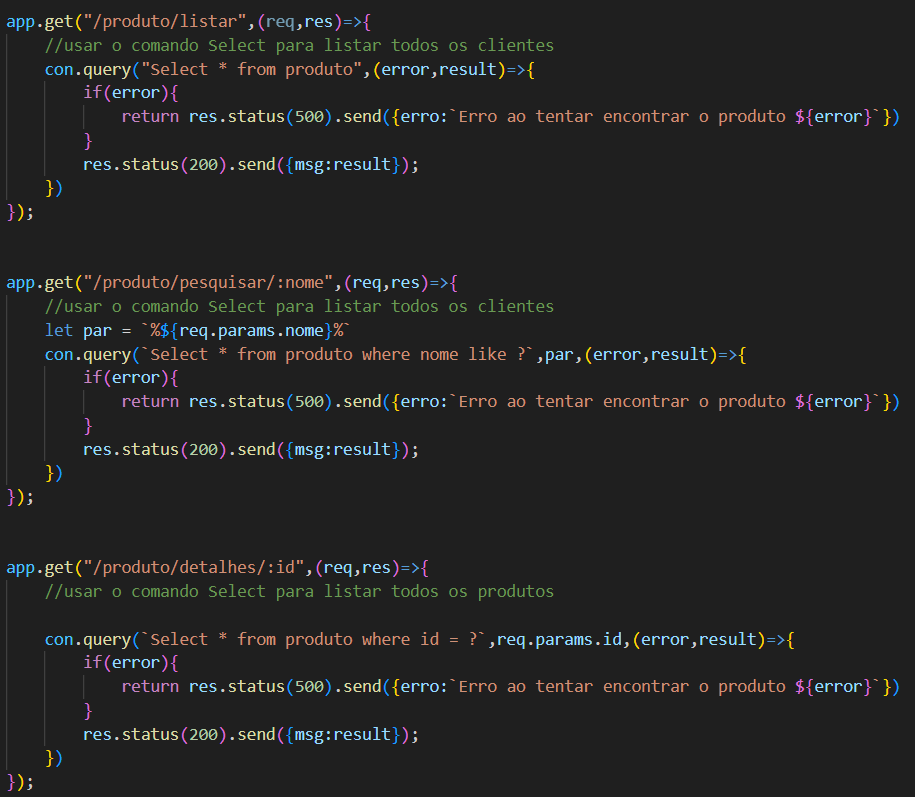 app.get("/produto/listar",(req,res)=>{
    //usar o comando Select para listar todos os clientes
    con.query("Select * from produto",(error,result)=>{
        if(error){
            return res.status(500).send({erro:`Erro ao tentar encontrar o produto ${error}`})
        }
        res.status(200).send({msg:result});
    })
});
app.get("/produto/pesquisar/:nome",(req,res)=>{
    //usar o comando Select para listar todos os clientes
    let par = `%${req.params.nome}%`
    con.query(`Select * from produto where nome like ?`,par,(error,result)=>{
        if(error){
            return res.status(500).send({erro:`Erro ao tentar encontrar o produto ${error}`})
        }
        res.status(200).send({msg:result});
    })
});
app.get("/produto/detalhes/:id",(req,res)=>{
    //usar o comando Select para listar todos os produtos
    con.query(`Select * from produto where id = ?`,req.params.id,(error,result)=>{
        if(error){
            return res.status(500).send({erro:`Erro ao tentar encontrar o produto ${error}`})
        }
        res.status(200).send({msg:result});
    })
});